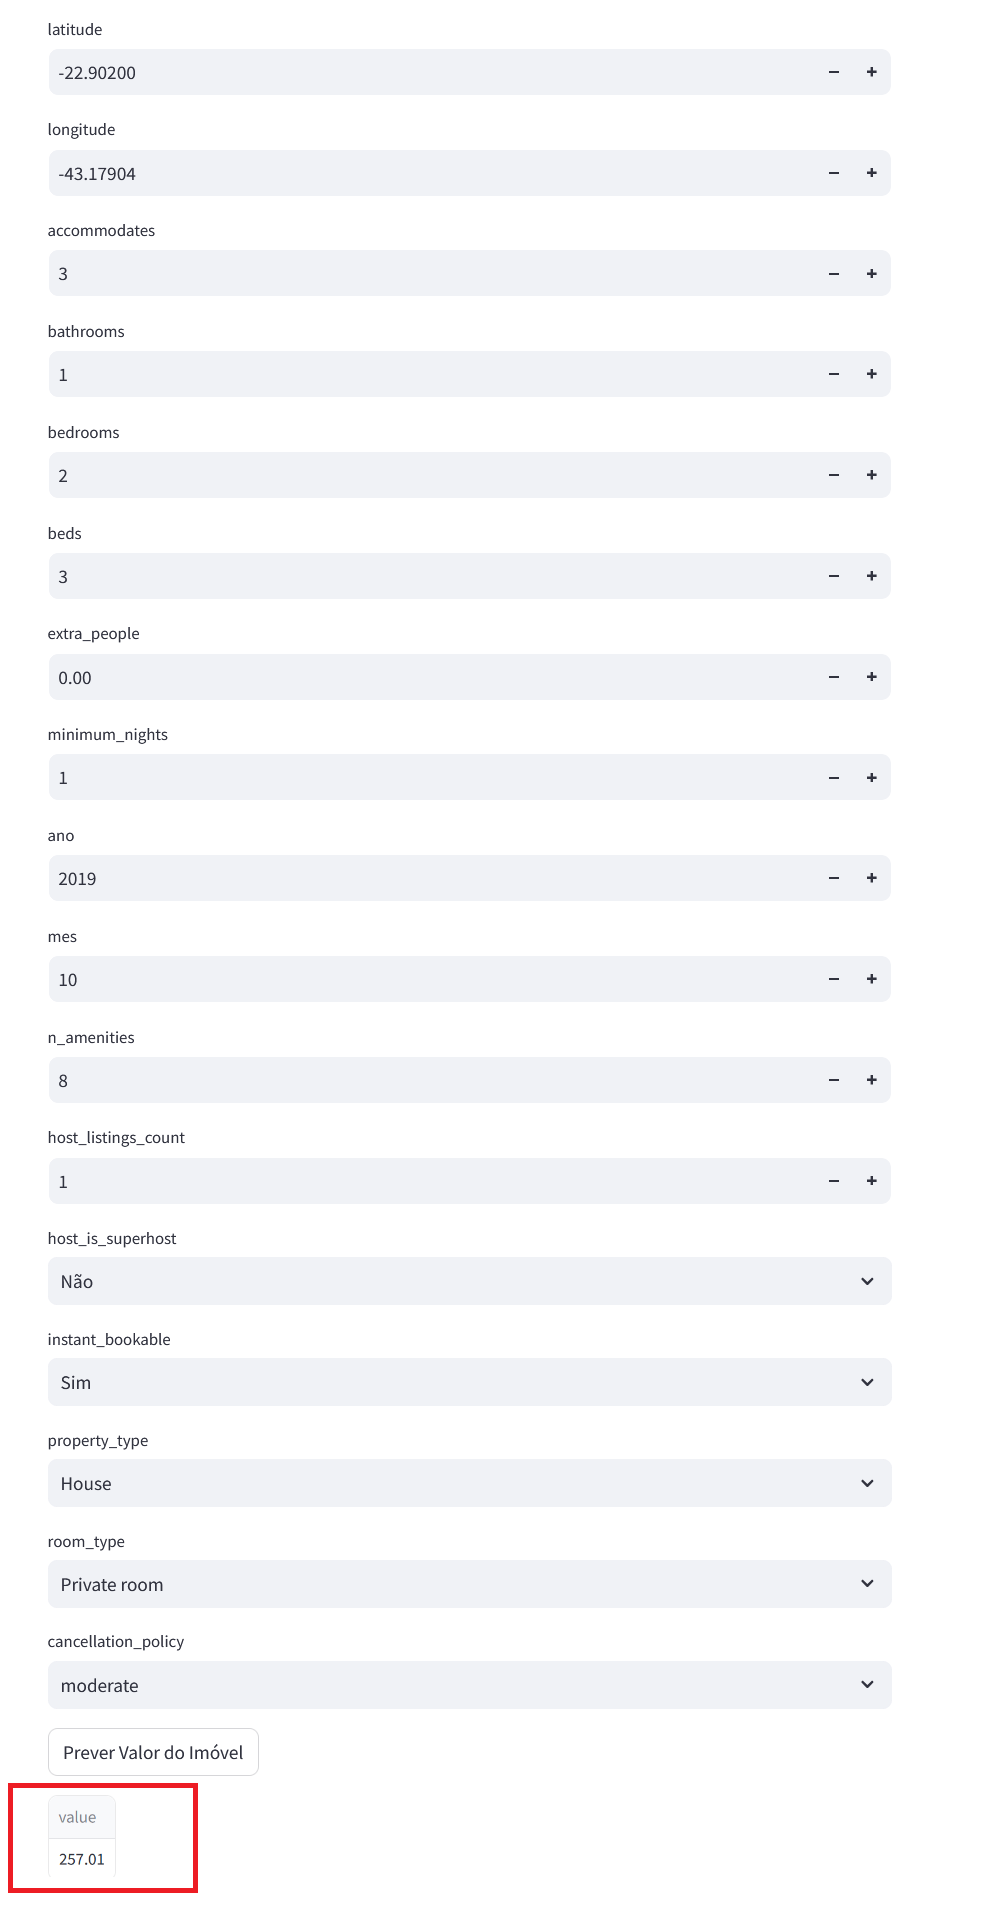 latitude
-22.90200
longitude
-43.17904
accommodates
3
bathrooms
1
bedrooms
2
beds
3
extra_people
0.00
minimum_nights
1
ano
2019
mes
10
n_amenities
8
host_listings_count
1
host_is_superhost
Não
instant_bookable
Sim
property_type
House
room_type
Private room
cancellation_policy
moderate
Prever Valor do Imóvel
value
257.01